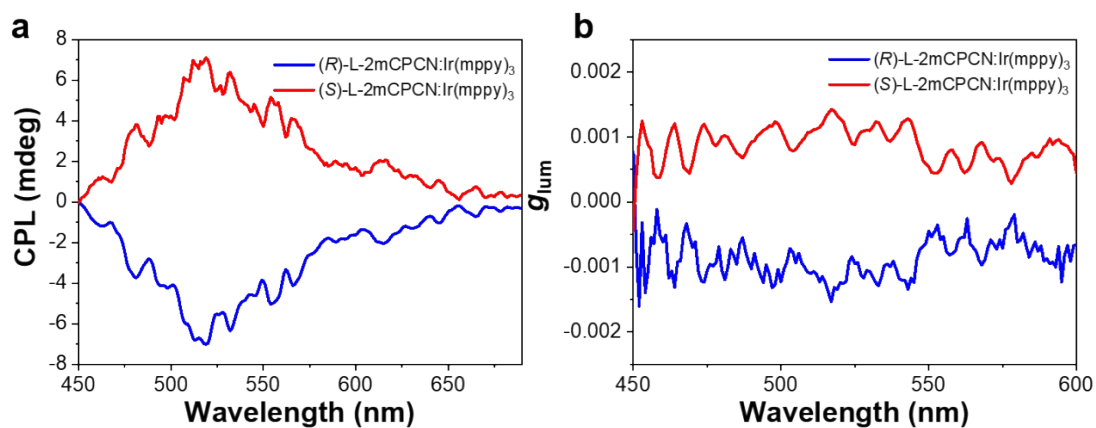 a
8
6
4
2
0
-2
-4
-6
-8
CPL (mdeg)
(R)-L-2mCPCN:Ir(mppy)₃
(S)-L-2mCPCN:Ir(mppy)₃
450 500 550 600 650
Wavelength (nm)
b
0.002
0.001
0.000
-0.001
-0.002
glum
(R)-L-2mCPCN:Ir(mppy)₃
(S)-L-2mCPCN:Ir(mppy)₃
450 500 550 600
Wavelength (nm)